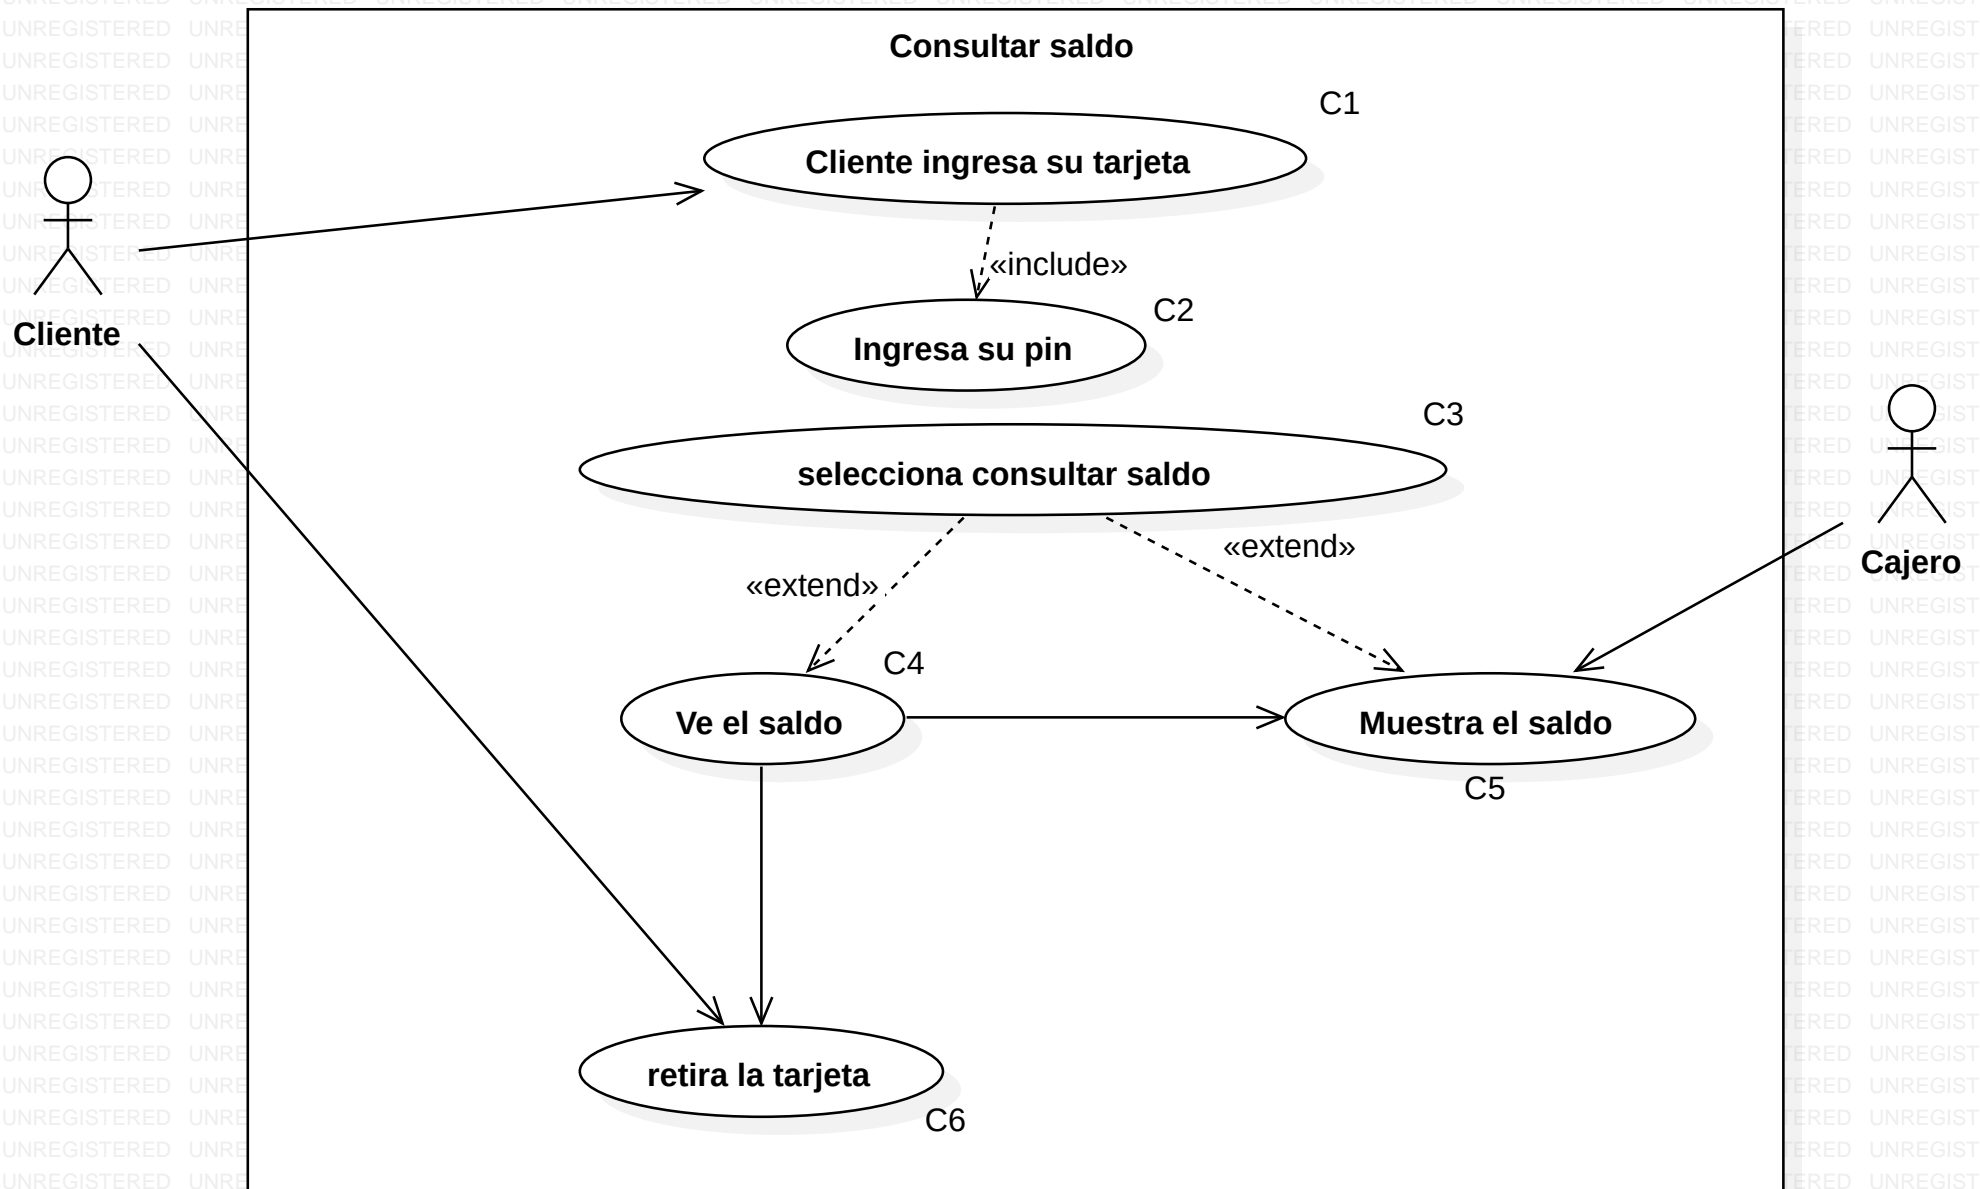 Consultar saldo
C1
Cliente ingresa su tarjeta
«include»
C2
Cliente
Ingresa su pin
C3
selecciona consultar saldo
«extend»
Cajero
«extend»
C4
Ve el saldo
Muestra el saldo
C5
retira la tarjeta
C6
UNREGISTERED